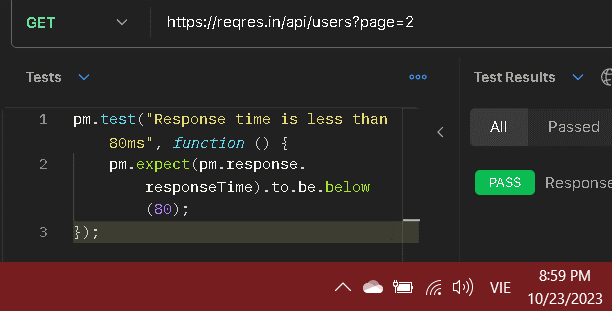 GET https://reqres.in/api/users?page=2
Tests
Test Results
1 pm.test("Response time is less than
80ms", function () {
2 pm.expect(pm.response.
responseTime).to.be.below
(80);
3 });
All Passed
PASS Response
8:59 PM
VIE
10/23/2023